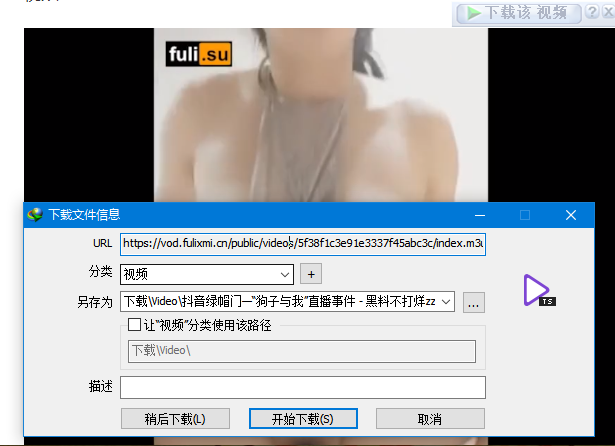 下载该 视频
fuli.su
下载文件信息
URL https://vod.fulixmi.cn/public/videos/5f38f1c3e91e3337f45abc3c/index.m3u
分类 视频 +
另存为 下载\Video\抖音绿帽门—“狗子与我”直播事件 - 黑料不打烊zz ...
TS
让“视频”分类使用该路径
下载\Video\
描述
稍后下载(L) 开始下载(S) 取消